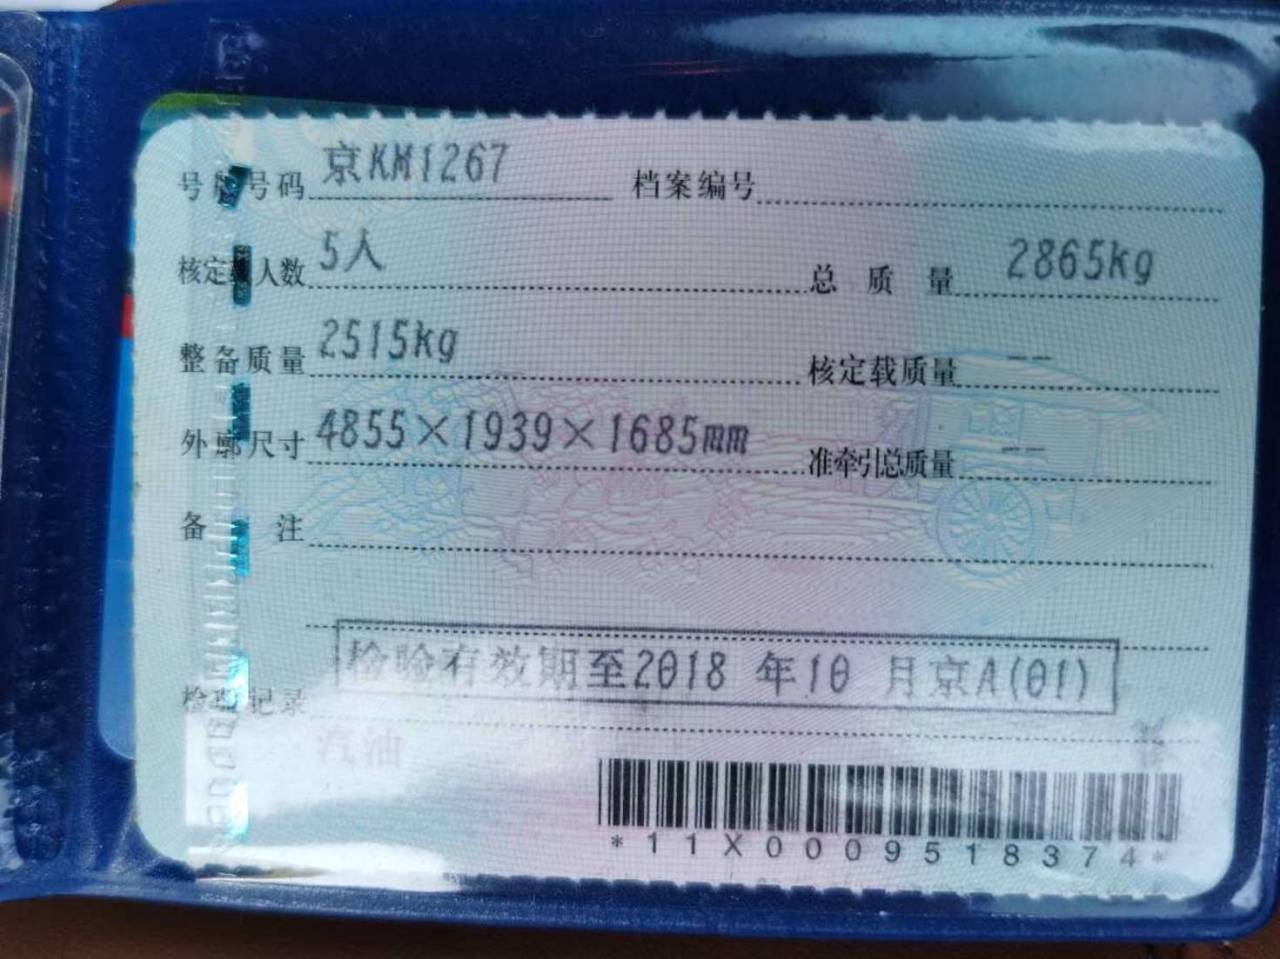 号牌号码 京KM1267 档案编号
核定载人数 5人 总质量 2865kg
整备质量 2515kg 核定载质量 --
外廓尺寸 4855×1939×1685mm 准牵引总质量 --
备注
检验有效期至2018 年10 月京A(01)
检验记录
汽油
*11X0009518374*